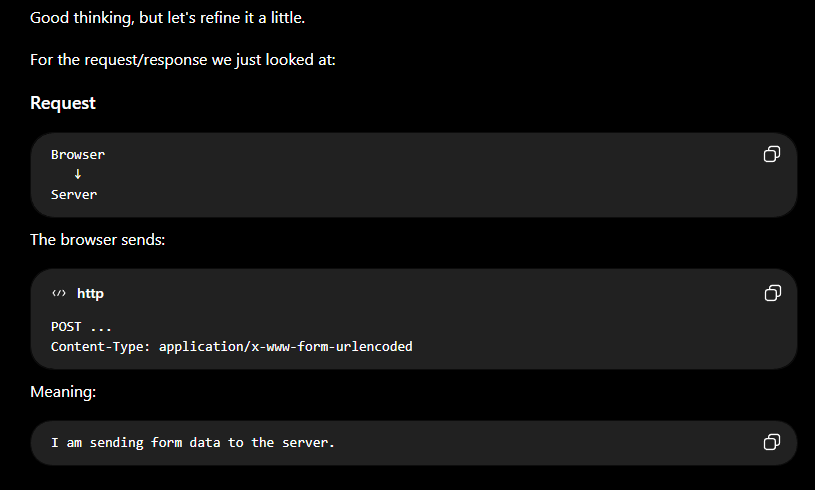 Good thinking, but let's refine it a little.
For the request/response we just looked at:
Request
Browser
↓
Server
The browser sends:
</> http
POST ...
Content-Type: application/x-www-form-urlencoded
Meaning:
I am sending form data to the server.